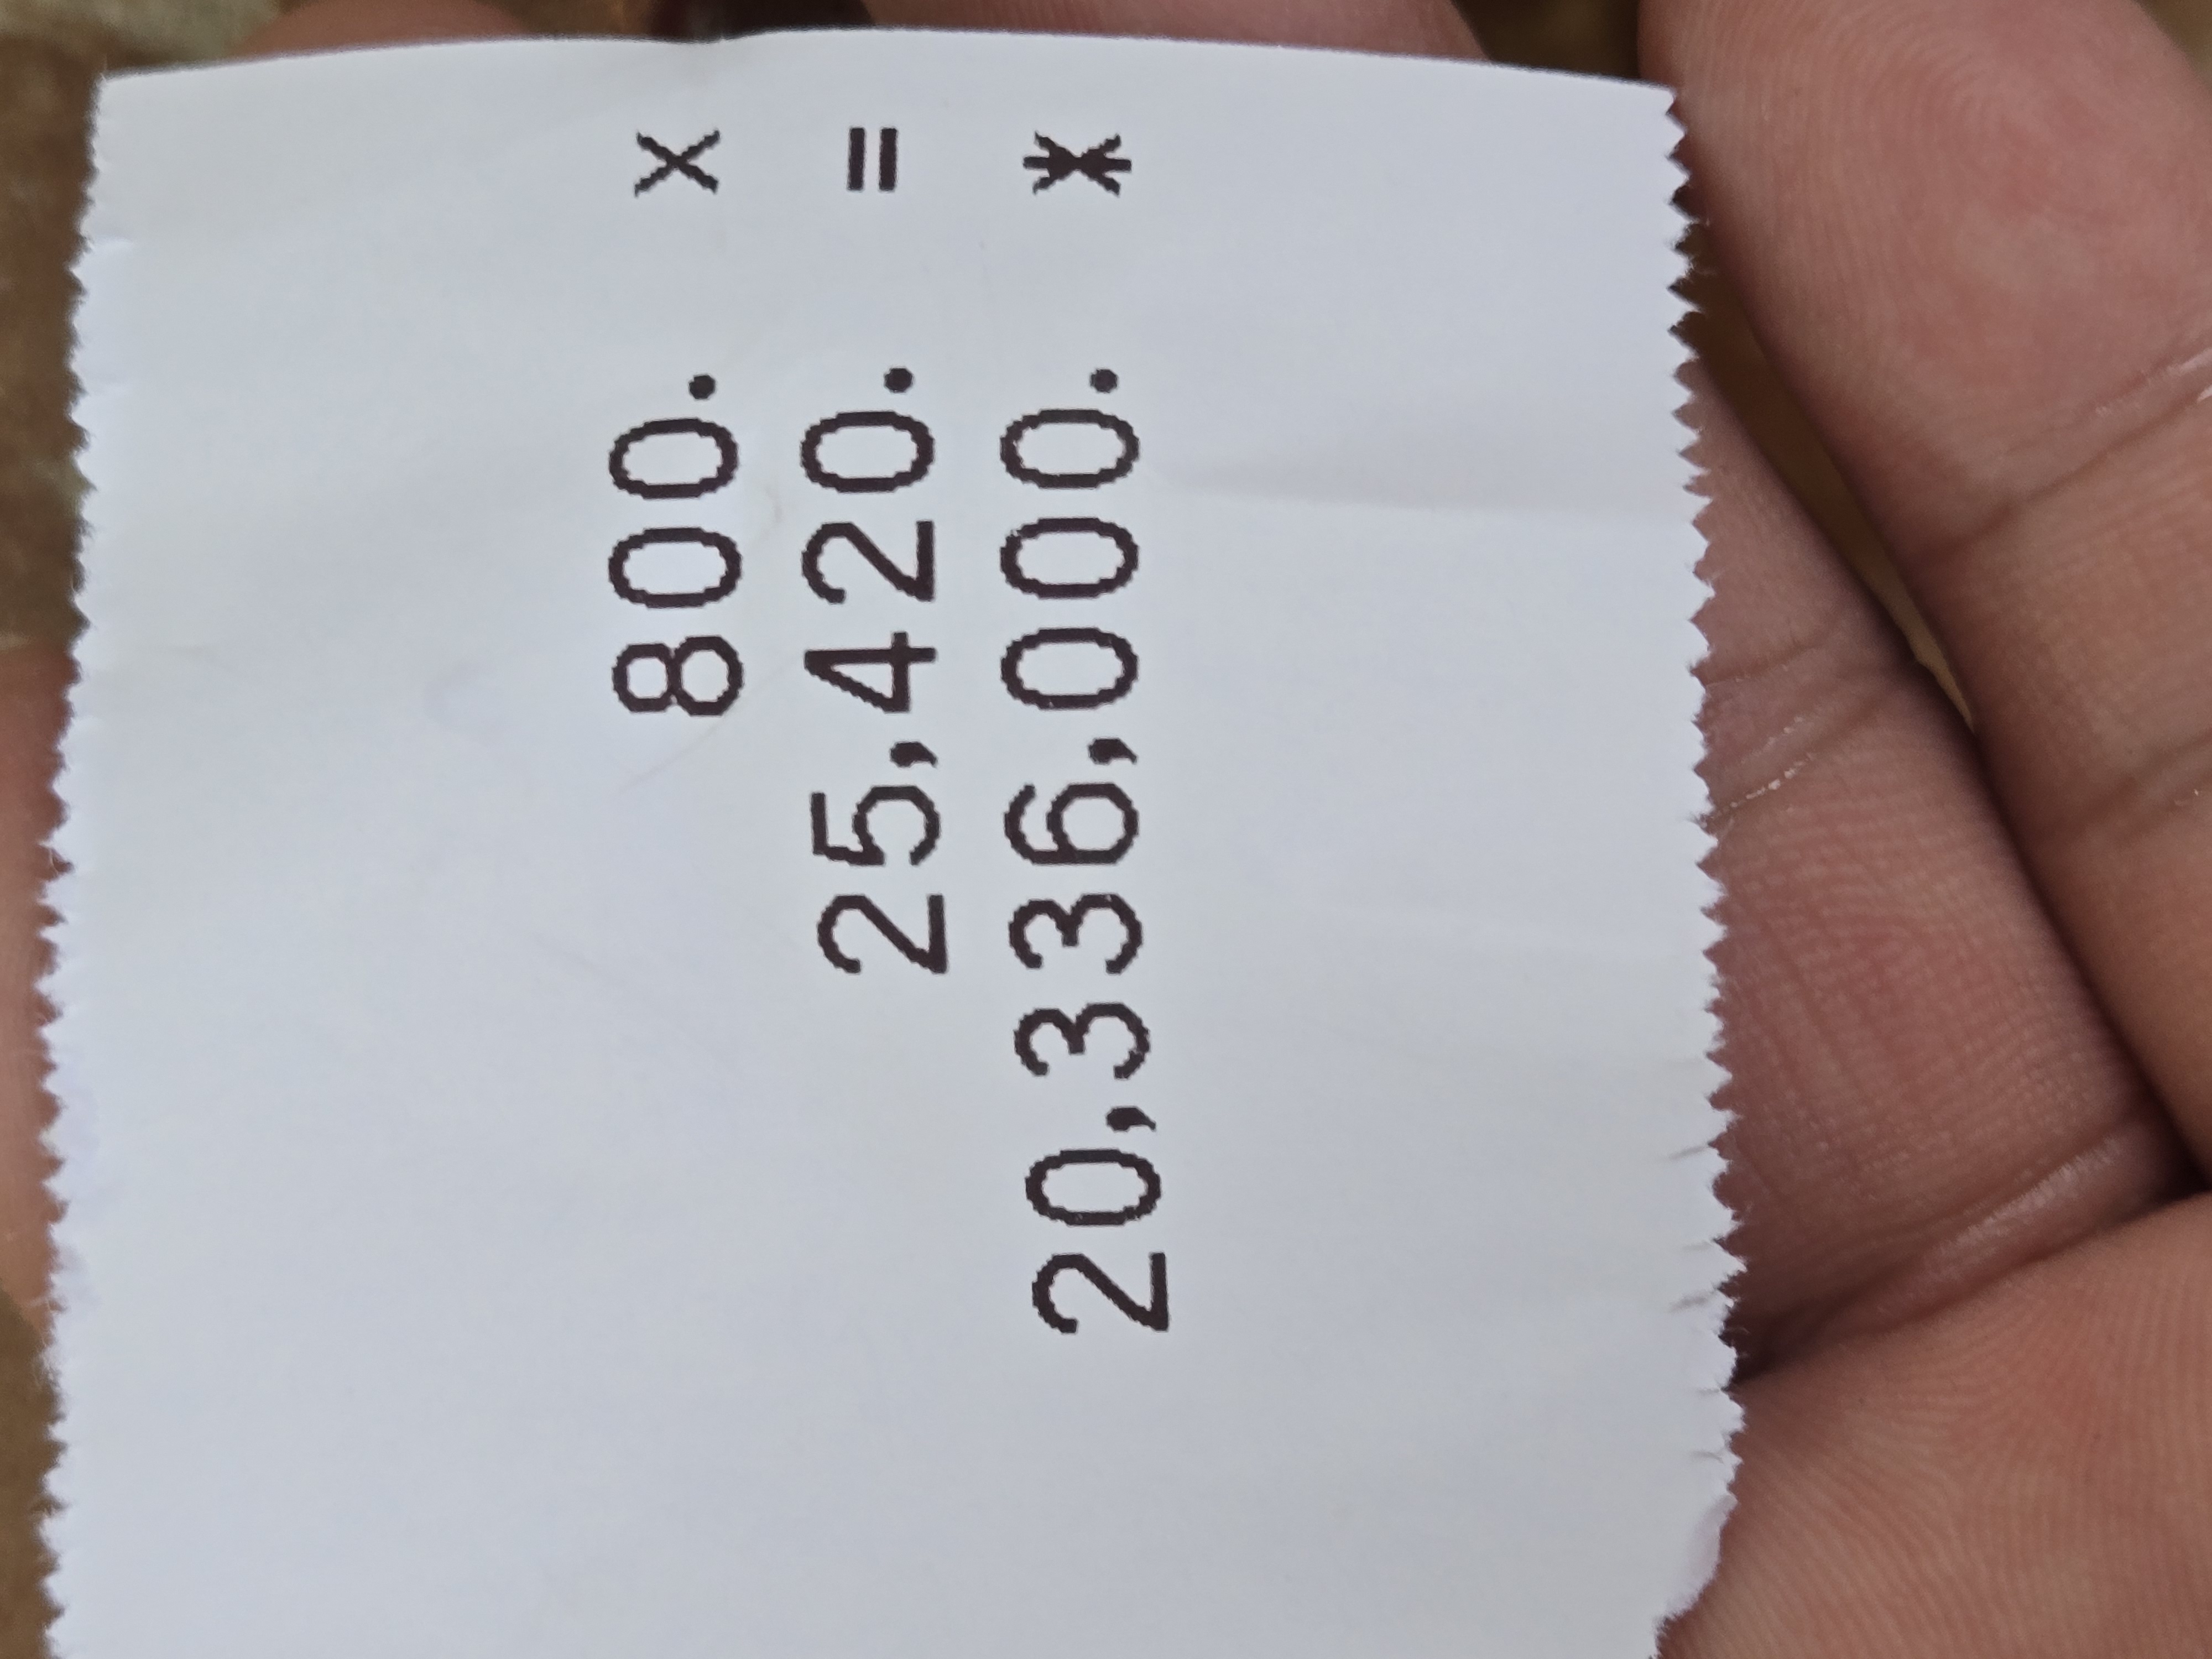 800. X
25,420. =
20,336,000. *